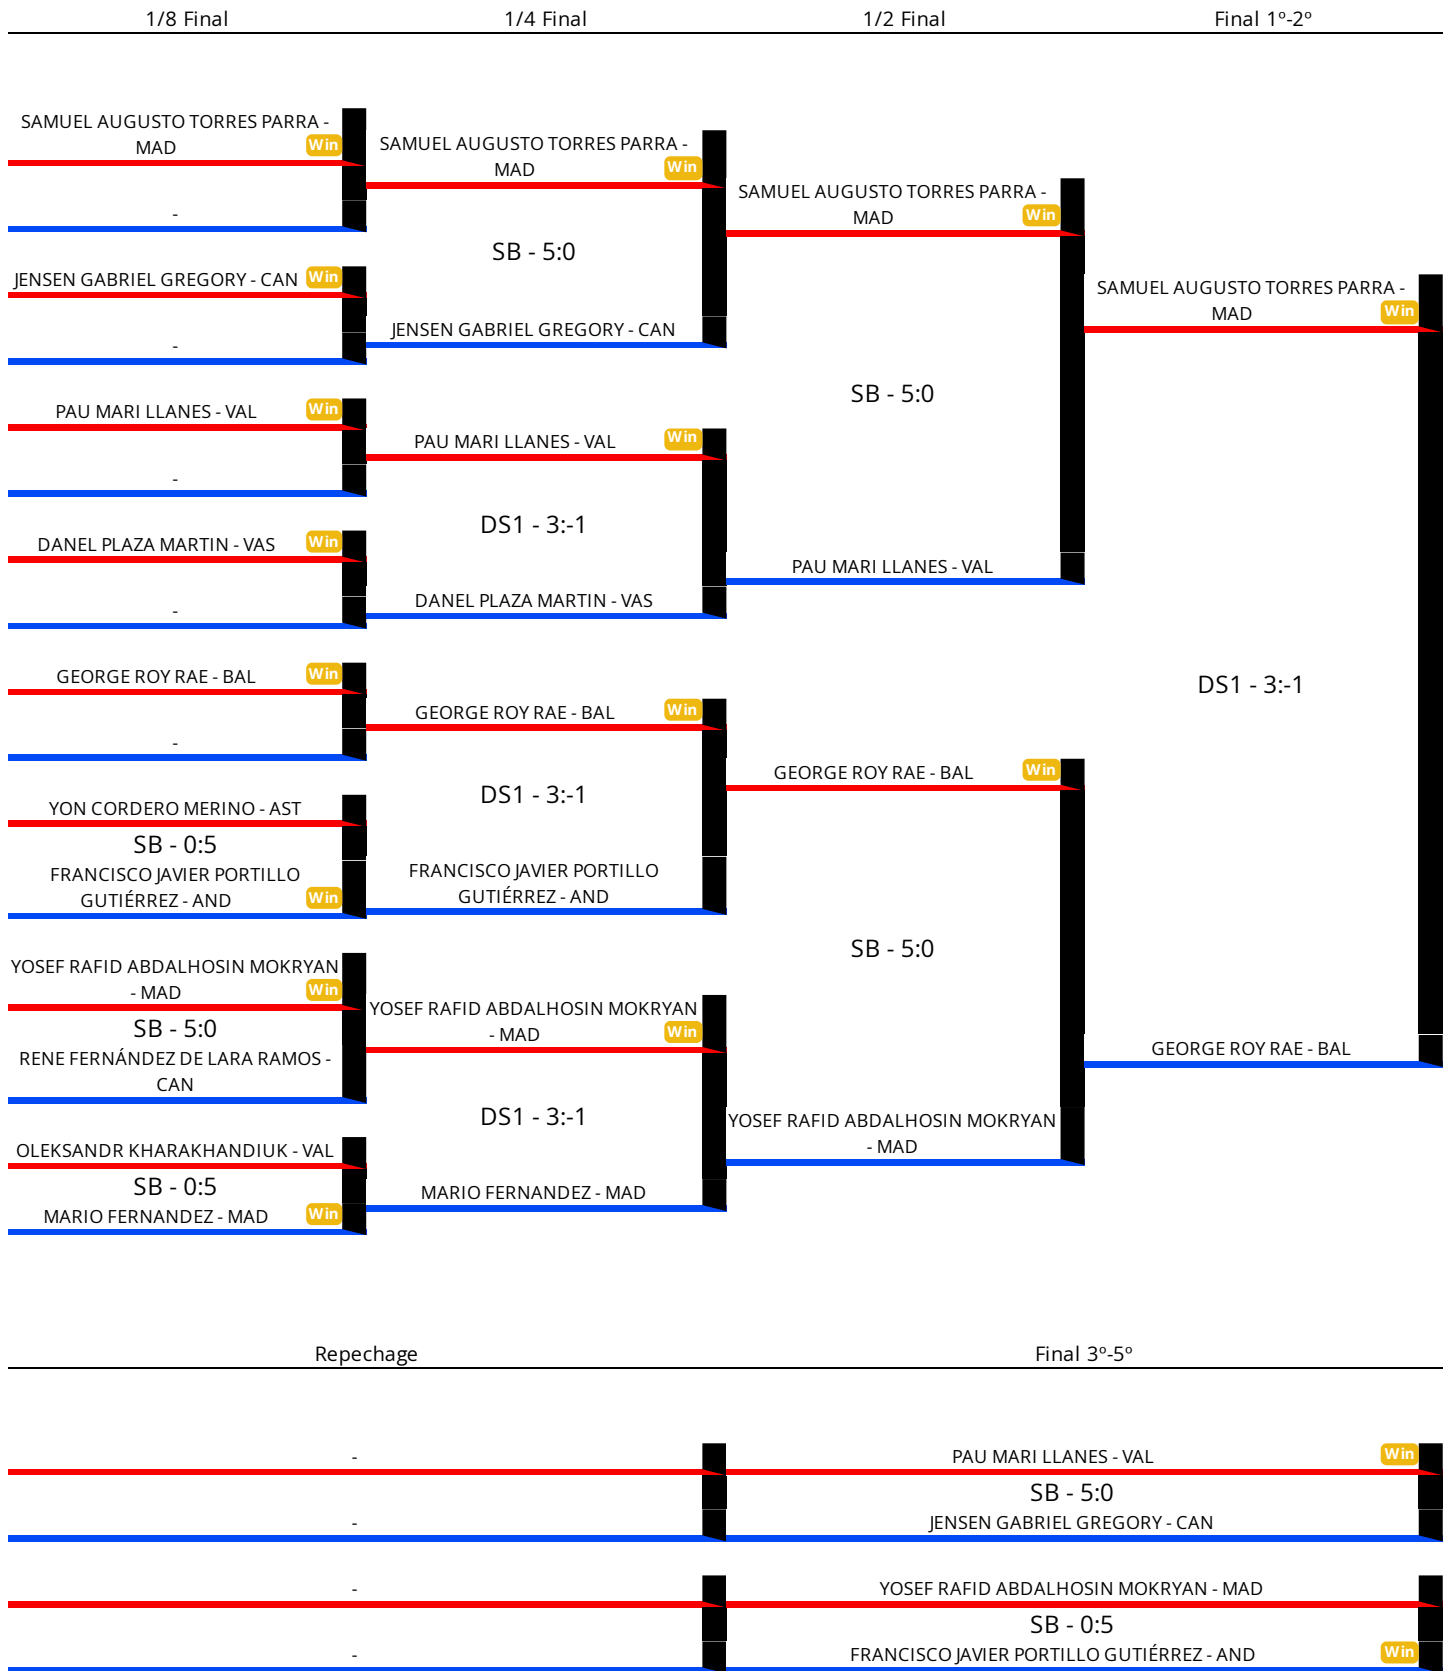 1/8 Final
1/4 Final
1/2 Final
Final 1º-2º
SAMUEL AUGUSTO TORRES PARRA -
MAD
Win
-
JENSEN GABRIEL GREGORY - CAN
Win
-
PAU MARI LLANES - VAL
Win
-
DANEL PLAZA MARTIN - VAS
Win
-
GEORGE ROY RAE - BAL
Win
-
YON CORDERO MERINO - AST
SB - 0:5
FRANCISCO JAVIER PORTILLO
GUTIÉRREZ - AND
Win
YOSEF RAFID ABDALHOSIN MOKRYAN
- MAD
Win
SB - 5:0
RENE FERNÁNDEZ DE LARA RAMOS -
CAN
OLEKSANDR KHARAKHANDIUK - VAL
SB - 0:5
MARIO FERNANDEZ - MAD
Win
SAMUEL AUGUSTO TORRES PARRA -
MAD
Win
SB - 5:0
JENSEN GABRIEL GREGORY - CAN
PAU MARI LLANES - VAL
Win
DS1 - 3:-1
DANEL PLAZA MARTIN - VAS
GEORGE ROY RAE - BAL
Win
DS1 - 3:-1
FRANCISCO JAVIER PORTILLO
GUTIÉRREZ - AND
YOSEF RAFID ABDALHOSIN MOKRYAN
- MAD
Win
DS1 - 3:-1
MARIO FERNANDEZ - MAD
SAMUEL AUGUSTO TORRES PARRA -
MAD
Win
SB - 5:0
PAU MARI LLANES - VAL
GEORGE ROY RAE - BAL
Win
SB - 5:0
YOSEF RAFID ABDALHOSIN MOKRYAN
- MAD
SAMUEL AUGUSTO TORRES PARRA -
MAD
Win
DS1 - 3:-1
GEORGE ROY RAE - BAL
Repechage
Final 3º-5º
-
-
-
-
PAU MARI LLANES - VAL
Win
SB - 5:0
JENSEN GABRIEL GREGORY - CAN
YOSEF RAFID ABDALHOSIN MOKRYAN - MAD
SB - 0:5
FRANCISCO JAVIER PORTILLO GUTIÉRREZ - AND
Win